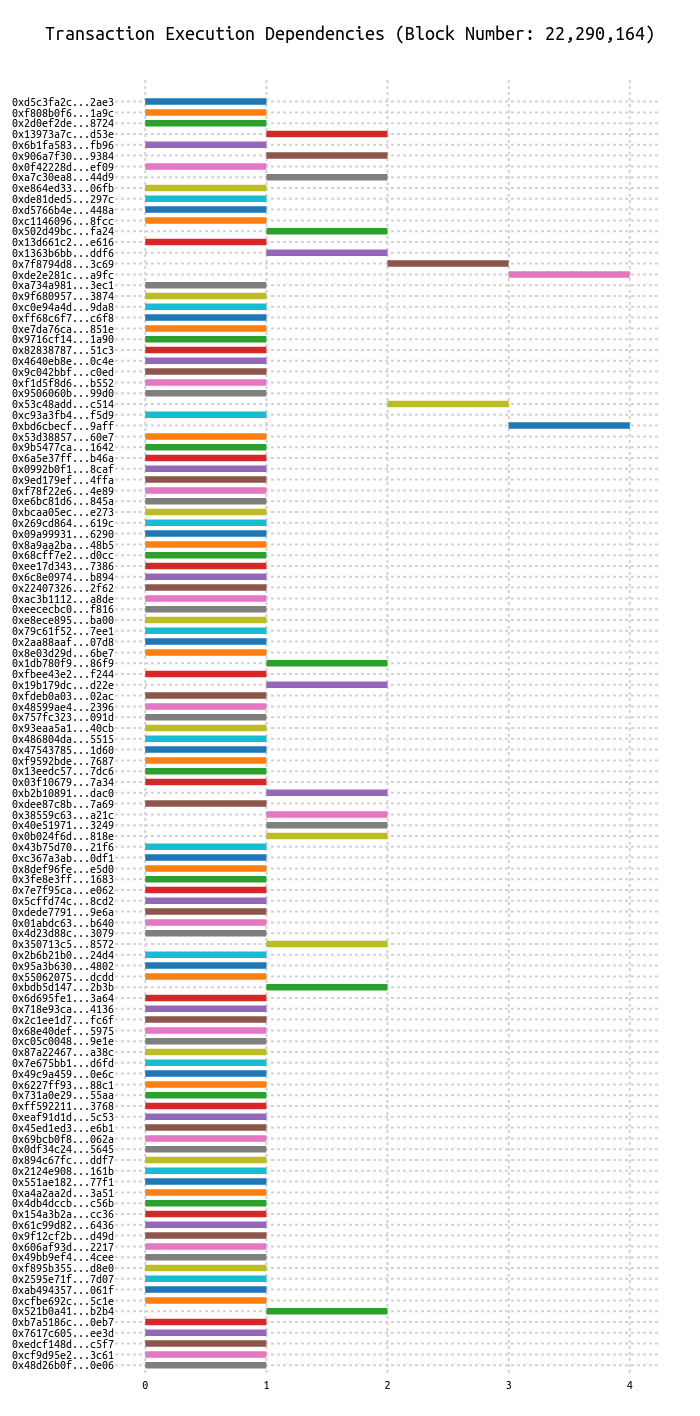 Transaction Execution Dependencies (Block Number: 22,290,164)
0xd5c3fa2c...2ae3
0xf808b0f6...1a9c
0x2d0ef2de...8724
0x13973a7c...d53e
0x6b1fa583...fb96
0x906a7f30...9384
0x0f42228d...ef09
0xa7c30ea8...44d9
0xe864ed33...06fb
0xde81ded5...297c
0xd5766b4e...448a
0xc1146096...8fcc
0x502d49bc...fa24
0x13d661c2...e616
0x1363b6bb...ddf6
0x7f8794d8...3c69
0xde2e281c...a9fc
0xa734a981...3ec1
0x9f680957...3874
0xc0e94a4d...9da8
0xff68c6f7...c6f8
0xe7da76ca...851e
0x9716cf14...1a90
0x82838787...51c3
0x4640eb8e...0c4e
0x9c042bbf...c0ed
0xf1d5f8d6...b552
0x9506060b...99d0
0x53c48add...c514
0xc93a3fb4...f5d9
0xbd6cbecf...9aff
0x53d38857...60e7
0x9b5477ca...1642
0x6a5e37ff...b46a
0x0992b0f1...8caf
0x9ed179ef...4ffa
0xf78f22e6...4e89
0xe6bc81d6...845a
0xbcaa05ec...e273
0x269cd864...619c
0x09a99931...6290
0x8a9aa2ba...48b5
0x68cff7e2...d0cc
0xee17d343...7386
0x6c8e0974...b894
0x22407326...2f62
0xac3b1112...a8de
0xeececbc0...f816
0xe8ece895...ba00
0x79c61f52...7ee1
0x2aa88aaf...07d8
0x8e03d29d...6be7
0x1db780f9...86f9
0xfbee43e2...f244
0x19b179dc...d22e
0xfdeb0a03...02ac
0x48599ae4...2396
0x757fc323...091d
0x93eaa5a1...40cb
0x486804da...5515
0x47543785...1d60
0xf9592bde...7687
0x13eedc57...7dc6
0x03f10679...7a34
0xb2b10891...dac0
0xdee87c8b...7a69
0x38559c63...a21c
0x40e51971...3249
0x0b024f6d...818e
0x43b75d70...21f6
0xc367a3ab...0df1
0x8def96fe...e5d0
0x3fe8e3ff...1683
0x7e7f95ca...e062
0x5cffd74c...8cd2
0xdede7791...9e6a
0x01abdc63...b640
0x4d23d88c...3079
0x350713c5...8572
0x2b6b21b0...24d4
0x95a3b630...4802
0x55062075...dcdd
0xbdb5d147...2b3b
0x6d695fe1...3a64
0x718e93ca...4136
0x2c1ee1d7...fc6f
0x68e40def...5975
0xc05c0048...9e1e
0x87a22467...a38c
0x7e675bb1...d6fd
0x49c9a459...0e6c
0x6227ff93...88c1
0x731a0e29...55aa
0xff592211...3768
0xeaf91d1d...5c53
0x45ed1ed3...e6b1
0x69bcb0f8...062a
0x0df34c24...5645
0x894c67fc...ddf7
0x2124e908...161b
0x551ae182...77f1
0xa4a2aa2d...3a51
0x4db4dccb...c56b
0x154a3b2a...cc36
0x61c99d82...6436
0x9f12cf2b...d49d
0x606af93d...2217
0x49bb9ef4...4cee
0xf895b355...d8e0
0x2595e71f...7d07
0xab494357...061f
0xcfbe692c...5c1e
0x521b0a41...b2b4
0xb7a5186c...0eb7
0x7617c605...ee3d
0xedcf148d...c5f7
0xcf9d95e2...3c61
0x48d26b0f...0e06
0 1 2 3 4